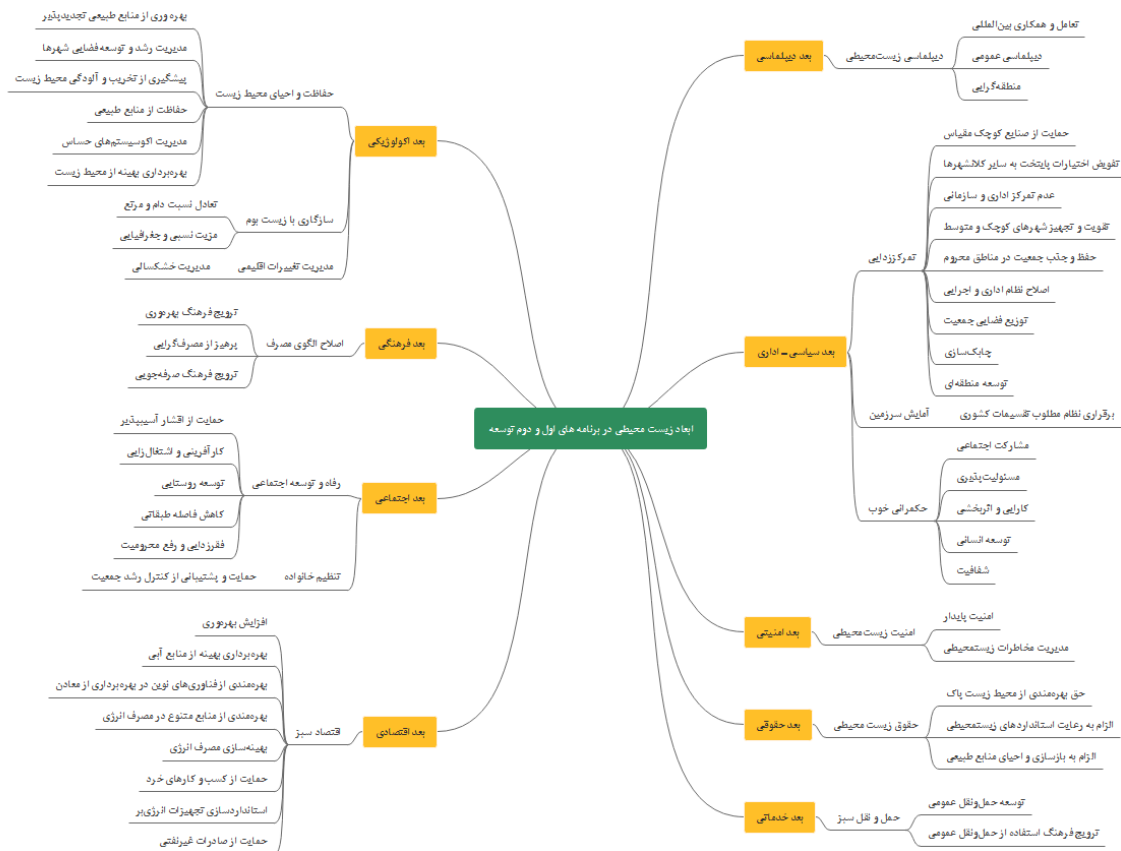 ابعاد زیست محیطی در برنامه های اول و دوم توسعه
بعد دیپلماسی
دیپلماسی زیست‌محیطی
تعامل و همکاری بین‌المللی
دیپلماسی عمومی
منطقه‌گرایی
بعد سیاسی – اداری
تمرکززدایی
حمایت از صنایع کوچک مقیاس
تفویض اختیارات پایتخت به سایر کلانشهرها
عدم تمرکز اداری و سازمانی
تقویت و تجهیز شهرهای کوچک و متوسط
حفظ و جذب جمعیت در مناطق محروم
اصلاح نظام اداری و اجرایی
توزیع فضایی جمعیت
چابک‌سازی
توسعه منطقه‌ای
آمایش سرزمین
برقراری نظام مطلوب تقسیمات کشوری
حکمرانی خوب
مشارکت اجتماعی
مسئولیت‌پذیری
کارایی و اثربخشی
توسعه انسانی
شفافیت
بعد امنیتی
امنیت زیست‌محیطی
امنیت پایدار
مدیریت مخاطرات زیستمحیطی
بعد حقوقی
حقوق زیست محیطی
حق بهره‌مندی از محیط زیست پاک
الزام به رعایت استانداردهای زیستمحیطی
الزام به بازسازی و احیای منابع طبیعی
بعد خدماتی
حمل و نقل سبز
توسعه حمل‌ونقل عمومی
ترویج فرهنگ استفاده از حمل‌ونقل عمومی
بعد اکولوژیکی
حفاظت و احیای محیط زیست
بهره وری از منابع طبیعی تجدیدپذیر
مدیریت رشد و توسعه فضایی شهرها
پیشگیری از تخریب و آلودگی محیط زیست
حفاظت از منابع طبیعی
مدیریت اکوسیستم‌های حساس
بهره‌برداری بهینه از محیط زیست
سازگاری با زیست بوم
تعادل نسبت دام و مرتع
مزیت نسبی و جغرافیایی
مدیریت تغییرات اقلیمی
مدیریت خشکسالی
بعد فرهنگی
اصلاح الگوی مصرف
ترویج فرهنگ بهره‌وری
پرهیز از مصرف‌گرایی
ترویج فرهنگ صرفه‌جویی
بعد اجتماعی
رفاه و توسعه اجتماعی
حمایت از اقشار آسیبپذیر
کارآفرینی و اشتغال‌زایی
توسعه روستایی
کاهش فاصله طبقاتی
فقرزدایی و رفع محرومیت
تنظیم خانواده
حمایت و پشتیبانی از کنترل رشد جمعیت
بعد اقتصادی
اقتصاد سبز
افزایش بهره‌وری
بهره‌برداری بهینه از منابع آبی
بهره‌مندی از فناوری‌های نوین در بهره‌برداری از معادن
بهره‌مندی از منابع متنوع در مصرف انرژی
بهینه‌سازی مصرف انرژی
حمایت از کسب و کارهای خرد
استانداردسازی تجهیزات انرژی‌بر
حمایت از صادرات غیرنفتی